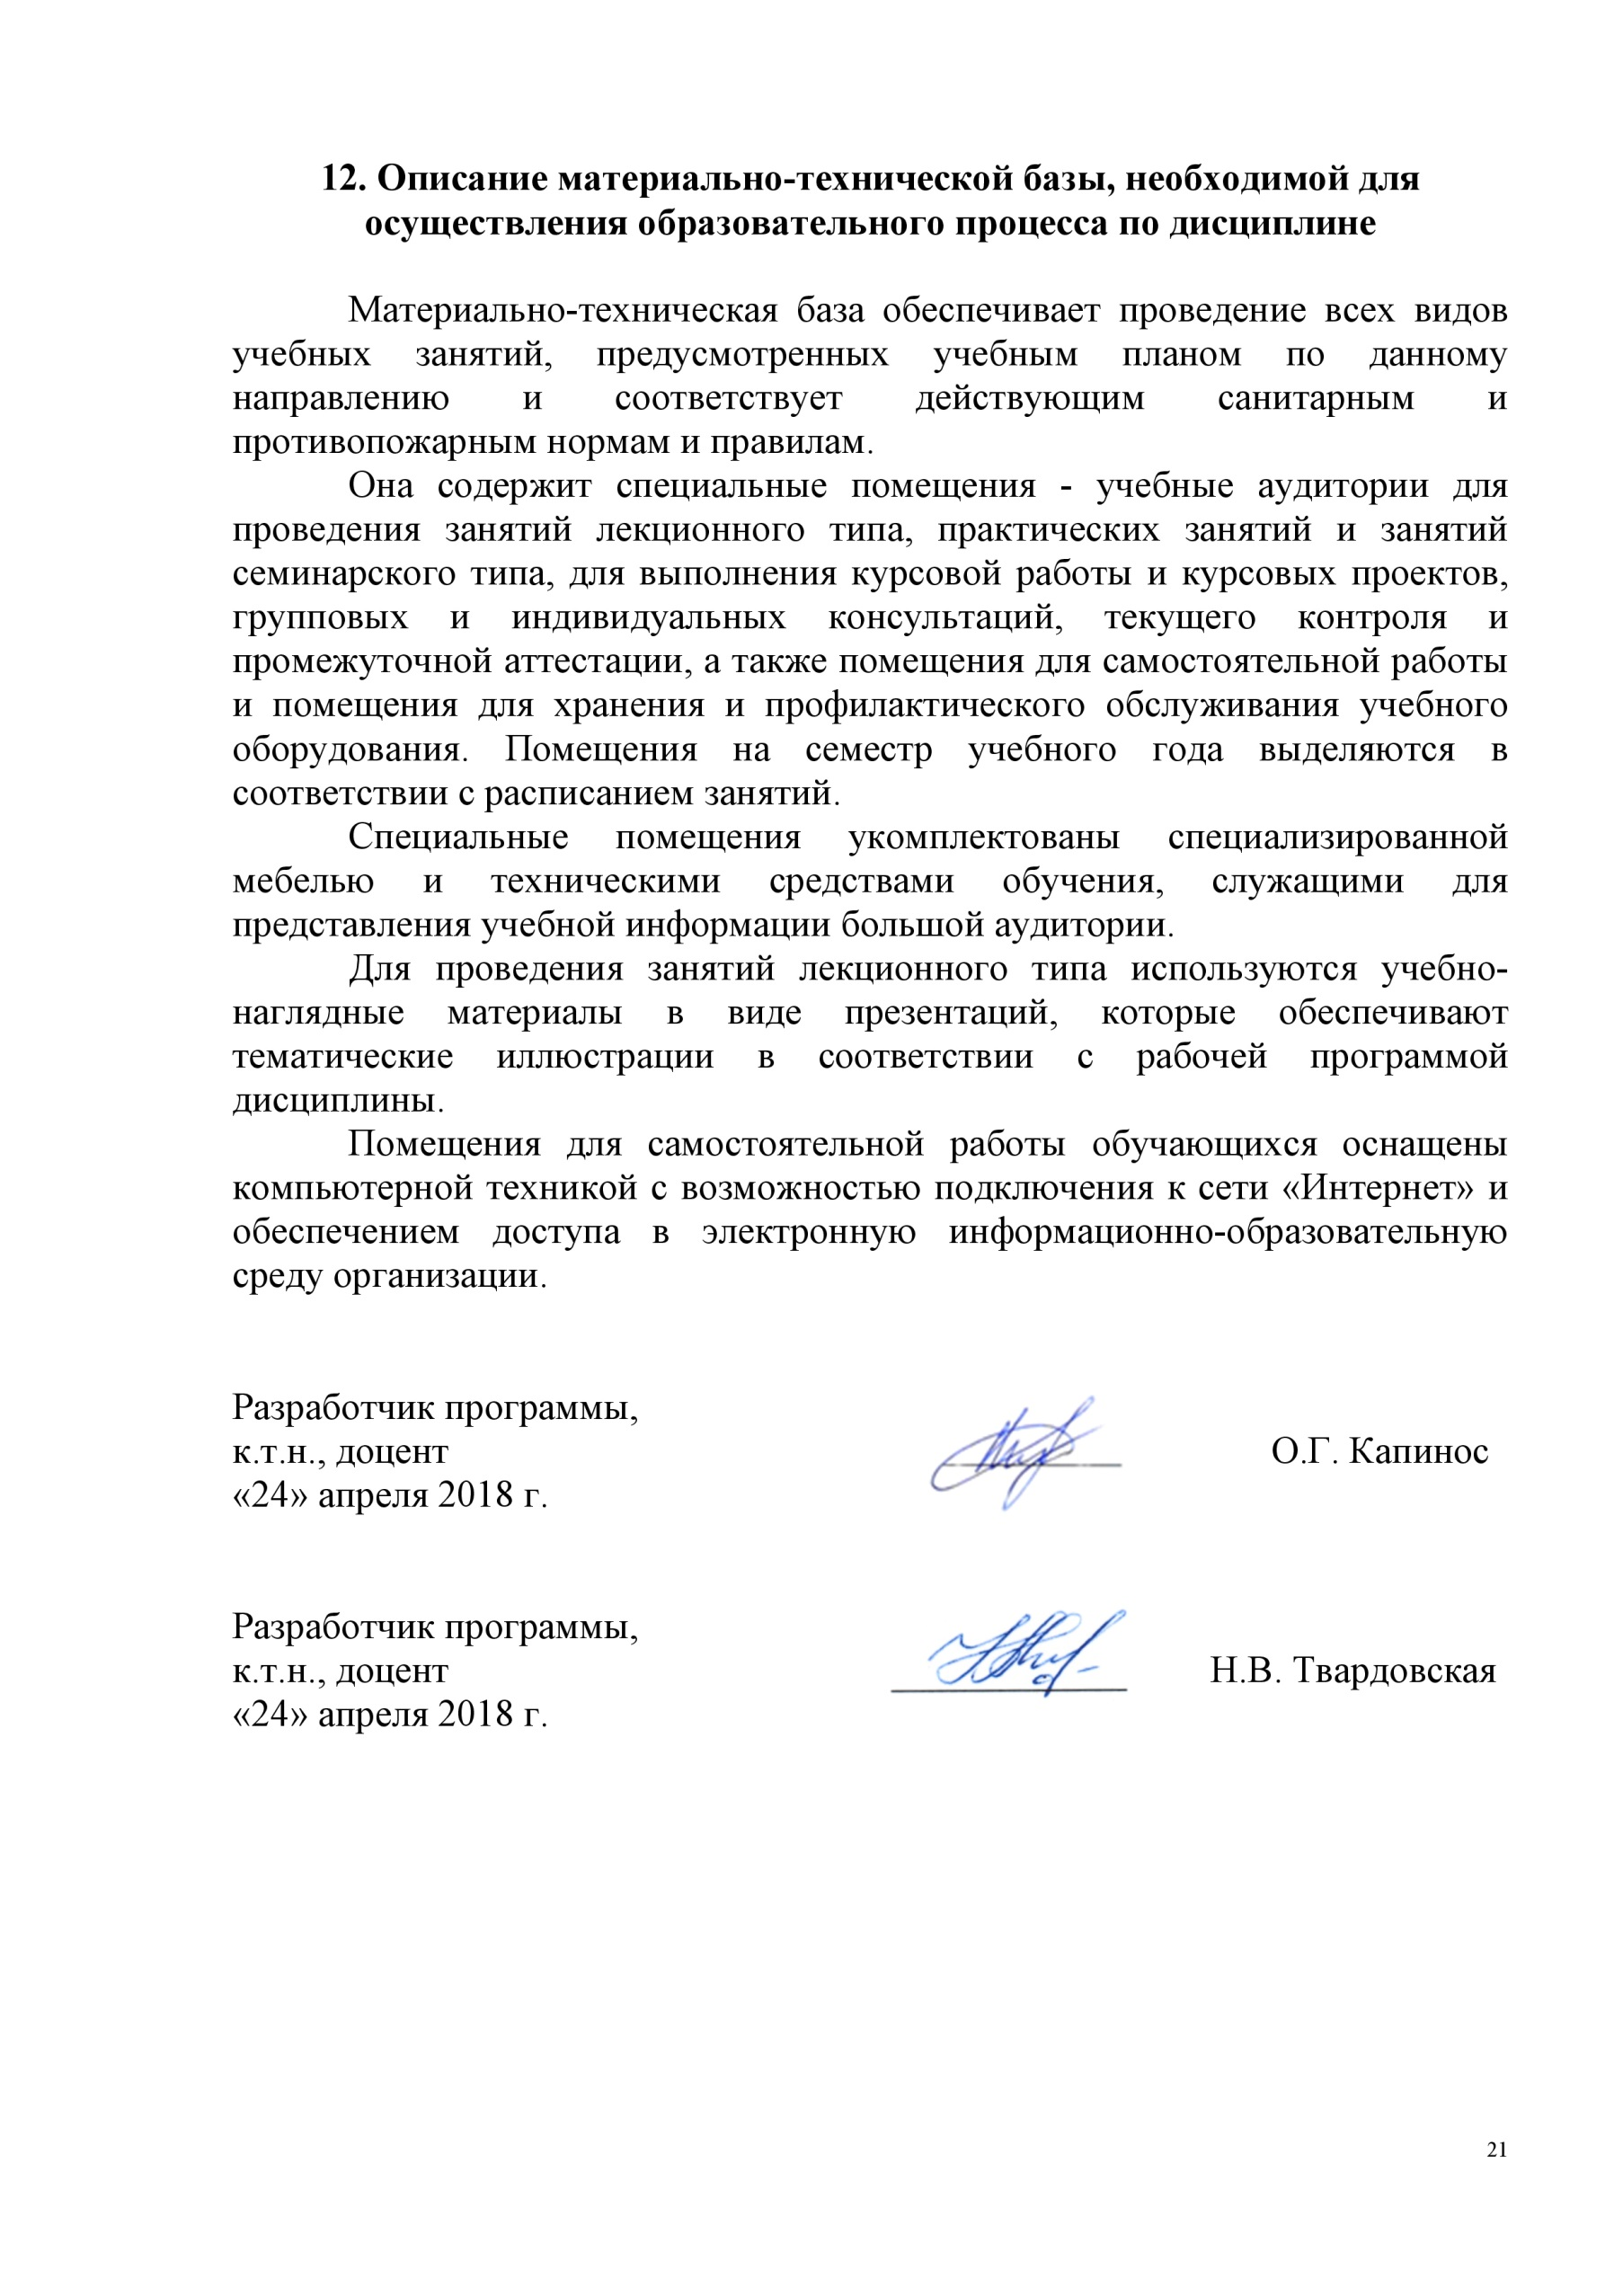 12. Описание материально-технической базы, необходимой для
осуществления образовательного процесса по дисциплине
Материально-техническая база обеспечивает проведение всех видов
учебных занятий, предусмотренных учебным планом по данному
направлению и соответствует действующим санитарным и
противопожарным нормам и правилам.
Она содержит специальные помещения - учебные аудитории для
проведения занятий лекционного типа, практических занятий и занятий
семинарского типа, для выполнения курсовой работы и курсовых проектов,
групповых и индивидуальных консультаций, текущего контроля и
промежуточной аттестации, а также помещения для самостоятельной работы
и помещения для хранения и профилактического обслуживания учебного
оборудования. Помещения на семестр учебного года выделяются в
соответствии с расписанием занятий.
Специальные помещения укомплектованы специализированной
мебелью и техническими средствами обучения, служащими для
представления учебной информации большой аудитории.
Для проведения занятий лекционного типа используются учебно-
наглядные материалы в виде презентаций, которые обеспечивают
тематические иллюстрации в соответствии с рабочей программой
дисциплины.
Помещения для самостоятельной работы обучающихся оснащены
компьютерной техникой с возможностью подключения к сети «Интернет» и
обеспечением доступа в электронную информационно-образовательную
среду организации.
Разработчик программы,
к.т.н., доцент О.Г. Капинос
«24» апреля 2018 г.
Разработчик программы,
к.т.н., доцент Н.В. Твардовская
«24» апреля 2018 г.
21